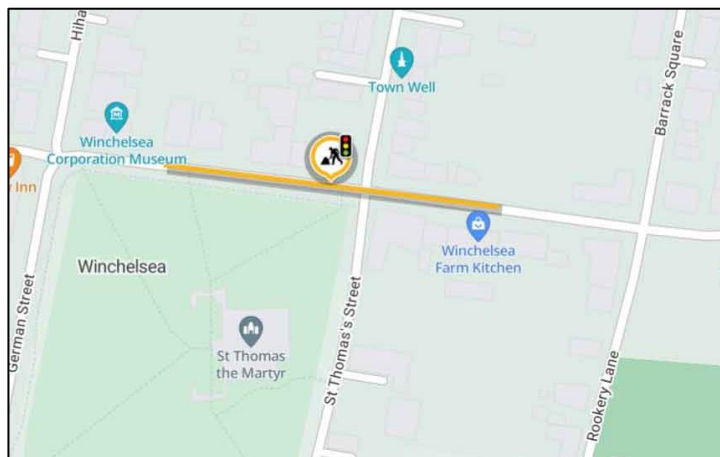 Hiha
Town Well
Barrack Square
Winchelsea
Corporation Museum
Inn
Winchelsea
Farm Kitchen
Winchelsea
German Street
St Thomas
the Martyr
St Thomas's Street
Rookery Lane